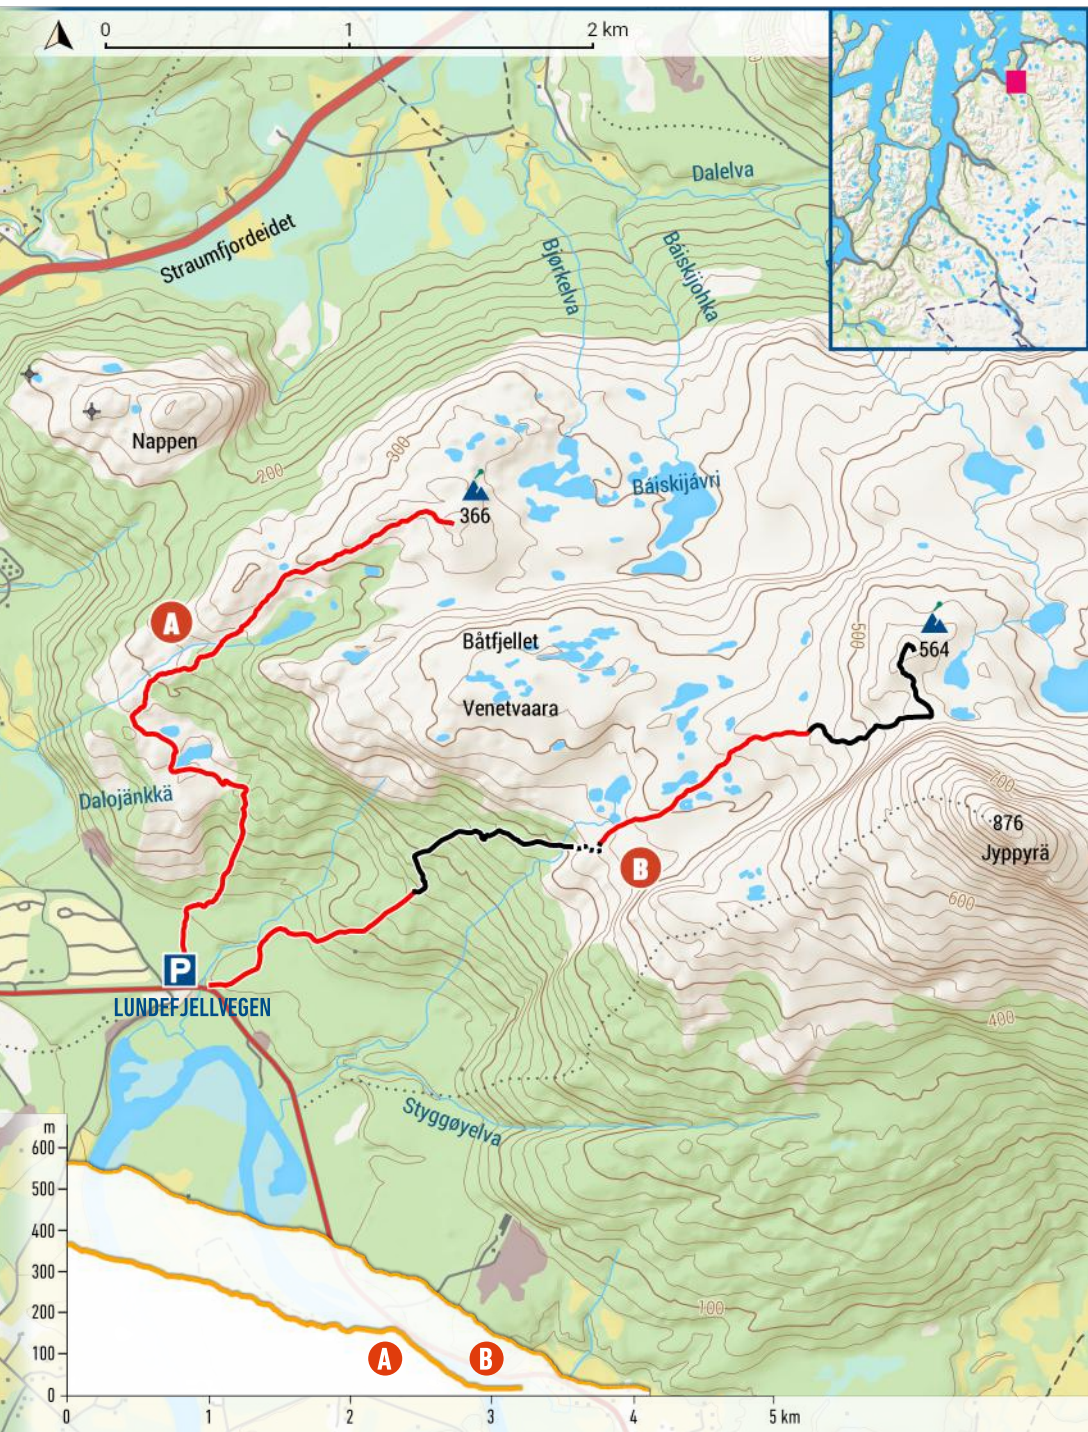 0 1 2 km
Dalelva
Straumfjordeidet
Bjørkelva
Báiskijohka
Nappen
300
200
Báiskijávri
366
A
500
564
Båtfjellet
Venetvaara
700
Dalojänkkä
876
Jyppyrä
B
600
P
LUNDEFJELLVEGEN
400
Styggøyelva
100
m
600
500
400
300
200
100
0
A
B
0 1 2 3 4 5 km